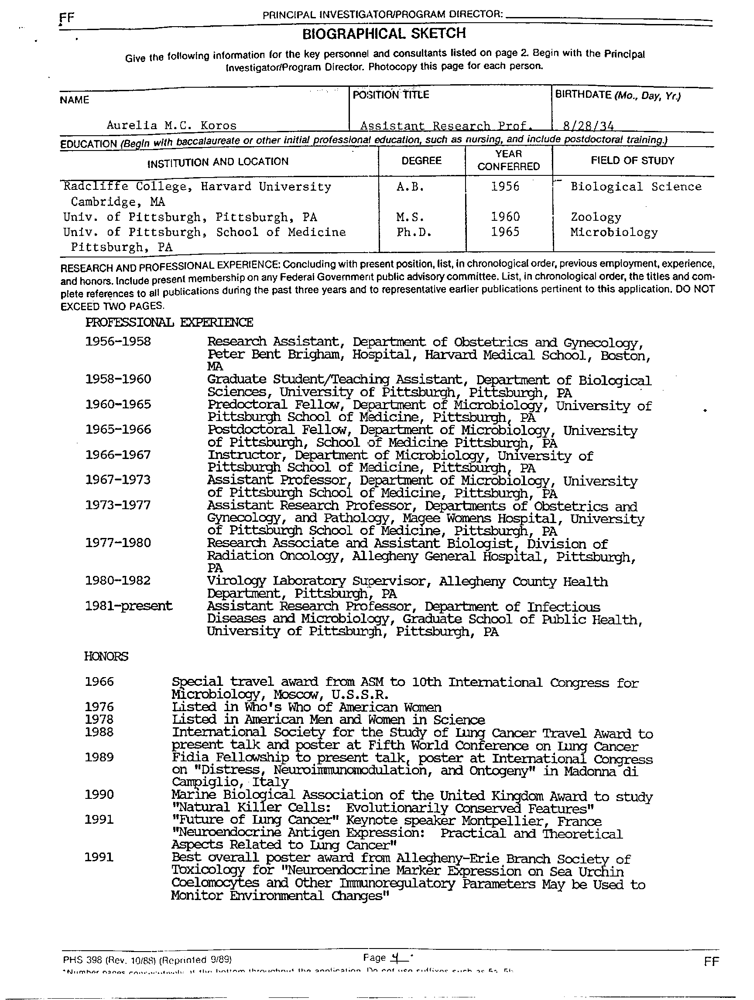 FF
PRINCIPAL INVESTIGATOR/PROGRAM DIRECTOR:
BIOGRAPHICAL SKETCH
Give the following information for the key personnel and consultants listed on page 2. Begin with the Principal
Investigator/Program Director. Photocopy this page for each person.
NAME POSITION TITLE BIRTHDATE (Mo., Day, Yr.)
Aurelia M.C. Koros Assistant Research Prof. 8/28/34
EDUCATION (Begin with baccalaureate or other initial professional education, such as nursing, and include postdoctoral training.)
INSTITUTION AND LOCATION DEGREE YEAR CONFERRED FIELD OF STUDY
Radcliffe College, Harvard University A.B. 1956 Biological Science
Cambridge, MA
Univ. of Pittsburgh, Pittsburgh, PA M.S. 1960 Zoology
Univ. of Pittsburgh, School of Medicine Ph.D. 1965 Microbiology
Pittsburgh, PA
RESEARCH AND PROFESSIONAL EXPERIENCE: Concluding with present position, list, in chronological order, previous employment, experience,
and honors. Include present membership on any Federal Government public advisory committee. List, in chronological order, the titles and com-
plete references to all publications during the past three years and to representative earlier publications pertinent to this application. DO NOT
EXCEED TWO PAGES.
PROFESSIONAL EXPERIENCE
1956-1958 Research Assistant, Department of Obstetrics and Gynecology,
Peter Bent Brigham, Hospital, Harvard Medical School, Boston,
MA
1958-1960 Graduate Student/Teaching Assistant, Department of Biological
Sciences, University of Pittsburgh, Pittsburgh, PA
1960-1965 Predoctoral Fellow, Department of Microbiology, University of
Pittsburgh School of Medicine, Pittsburgh, PA
1965-1966 Postdoctoral Fellow, Department of Microbiology, University
of Pittsburgh, School of Medicine Pittsburgh, PA
1966-1967 Instructor, Department of Microbiology, University of
Pittsburgh School of Medicine, Pittsburgh, PA
1967-1973 Assistant Professor, Department of Microbiology, University
of Pittsburgh School of Medicine, Pittsburgh, PA
1973-1977 Assistant Research Professor, Departments of Obstetrics and
Gynecology, and Pathology, Magee Womens Hospital, University
of Pittsburgh School of Medicine, Pittsburgh, PA
1977-1980 Research Associate and Assistant Biologist, Division of
Radiation Oncology, Allegheny General Hospital, Pittsburgh,
PA
1980-1982 Virology Laboratory Supervisor, Allegheny County Health
Department, Pittsburgh, PA
1981-present Assistant Research Professor, Department of Infectious
Diseases and Microbiology, Graduate School of Public Health,
University of Pittsburgh, Pittsburgh, PA
HONORS
1966 Special travel award from ASM to 10th International Congress for
Microbiology, Moscow, U.S.S.R.
1976 Listed in Who's Who of American Women
1978 Listed in American Men and Women in Science
1988 International Society for the Study of Lung Cancer Travel Award to
present talk and poster at Fifth World Conference on Lung Cancer
1989 Fidia Fellowship to present talk, poster at International Congress
on "Distress, Neuroimmunomodulation, and Ontogeny" in Madonna di
Campiglio, Italy
1990 Marine Biological Association of the United Kingdom Award to study
"Natural Killer Cells: Evolutionarily Conserved Features"
1991 "Future of Lung Cancer" Keynote speaker Montpellier, France
"Neuroendocrine Antigen Expression: Practical and Theoretical
Aspects Related to Lung Cancer"
1991 Best overall poster award from Allegheny-Erie Branch Society of
Toxicology for "Neuroendocrine Marker Expression on Sea Urchin
Coelomocytes and Other Immunoregulatory Parameters May be Used to
Monitor Environmental Changes"
PHS 398 (Rev. 10/88) (Reprinted 9/89) Page 4 FF
*Number pages consecutively at the bottom throughout the application. Do not use suffixes such as 5a, 5b.